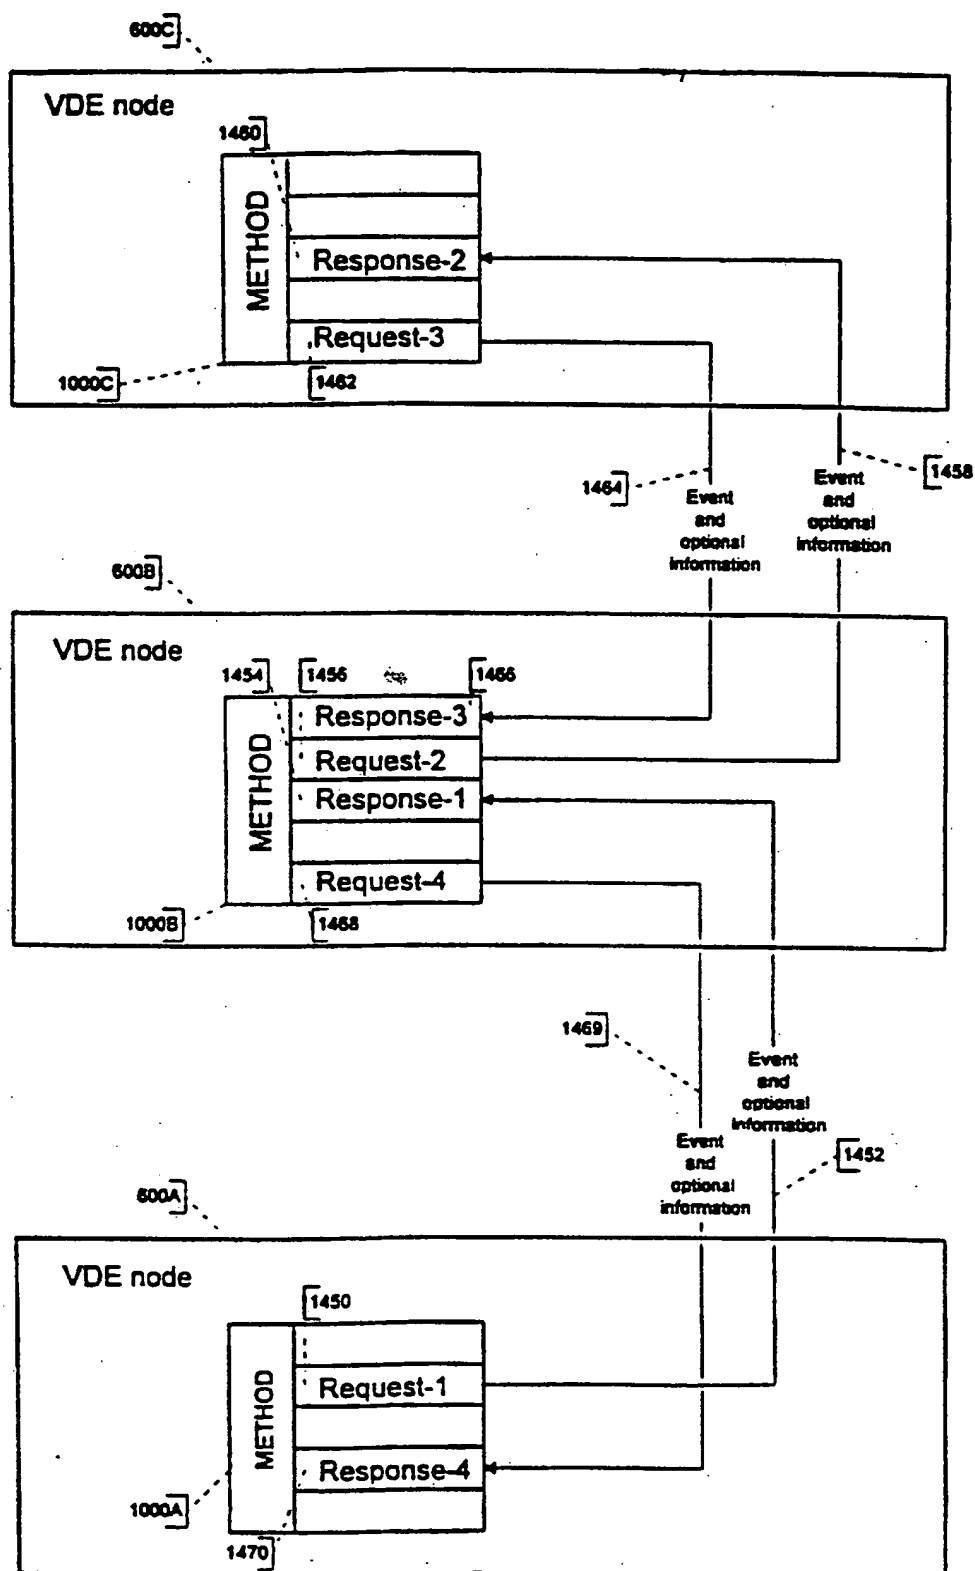 600C
VDE node
1460
METHOD
Response-2
Request-3
1000C
1462
1464
1458
Event
and
optional
information
Event
and
optional
information
600B
VDE node
1454
1456
1466
METHOD
Response-3
Request-2
Response-1
Request-4
1000B
1468
1469
Event
and
optional
information
Event
and
optional
information
1452
600A
VDE node
1450
METHOD
Request-1
Response-4
1000A
1470